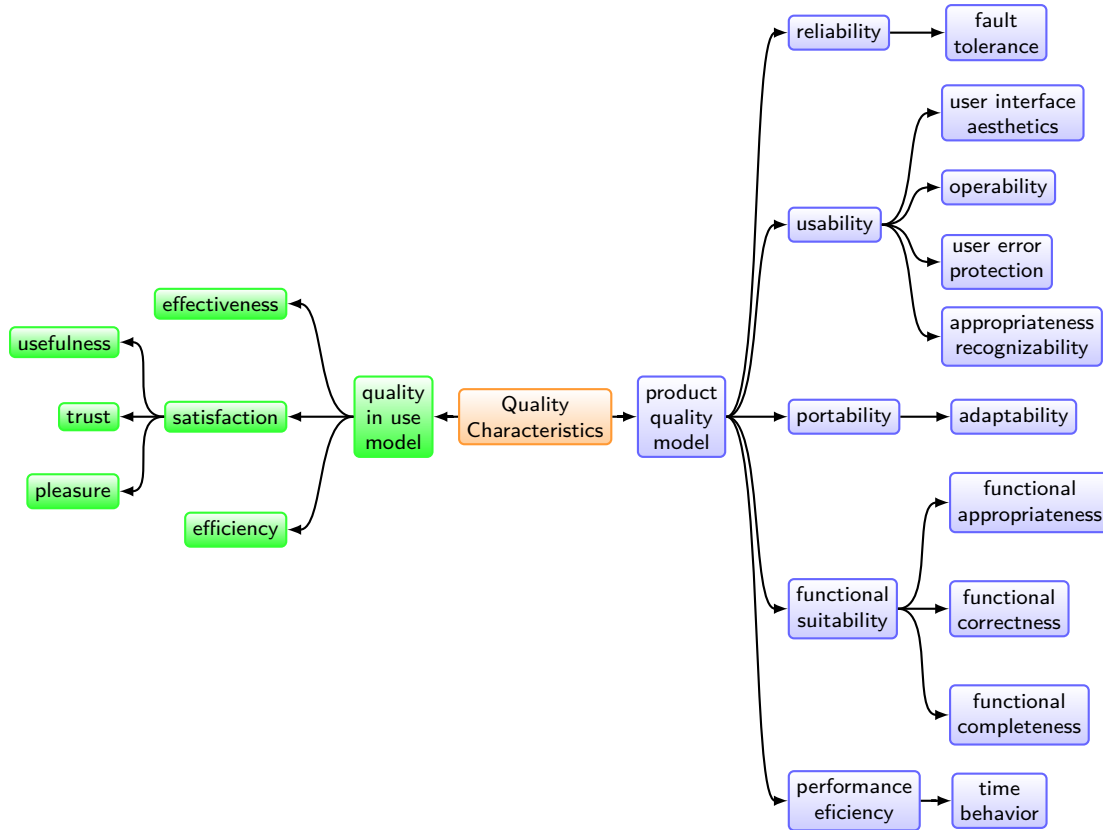 reliability
fault
tolerance
user interface
aesthetics
operability
usability
user error
protection
appropriateness
recognizability
effectiveness
usefulness
trust
satisfaction
pleasure
efficiency
quality
in use
model
Quality
Characteristics
product
quality
model
portability
adaptability
functional
appropriateness
functional
suitability
functional
correctness
functional
completeness
performance
eficiency
time
behavior